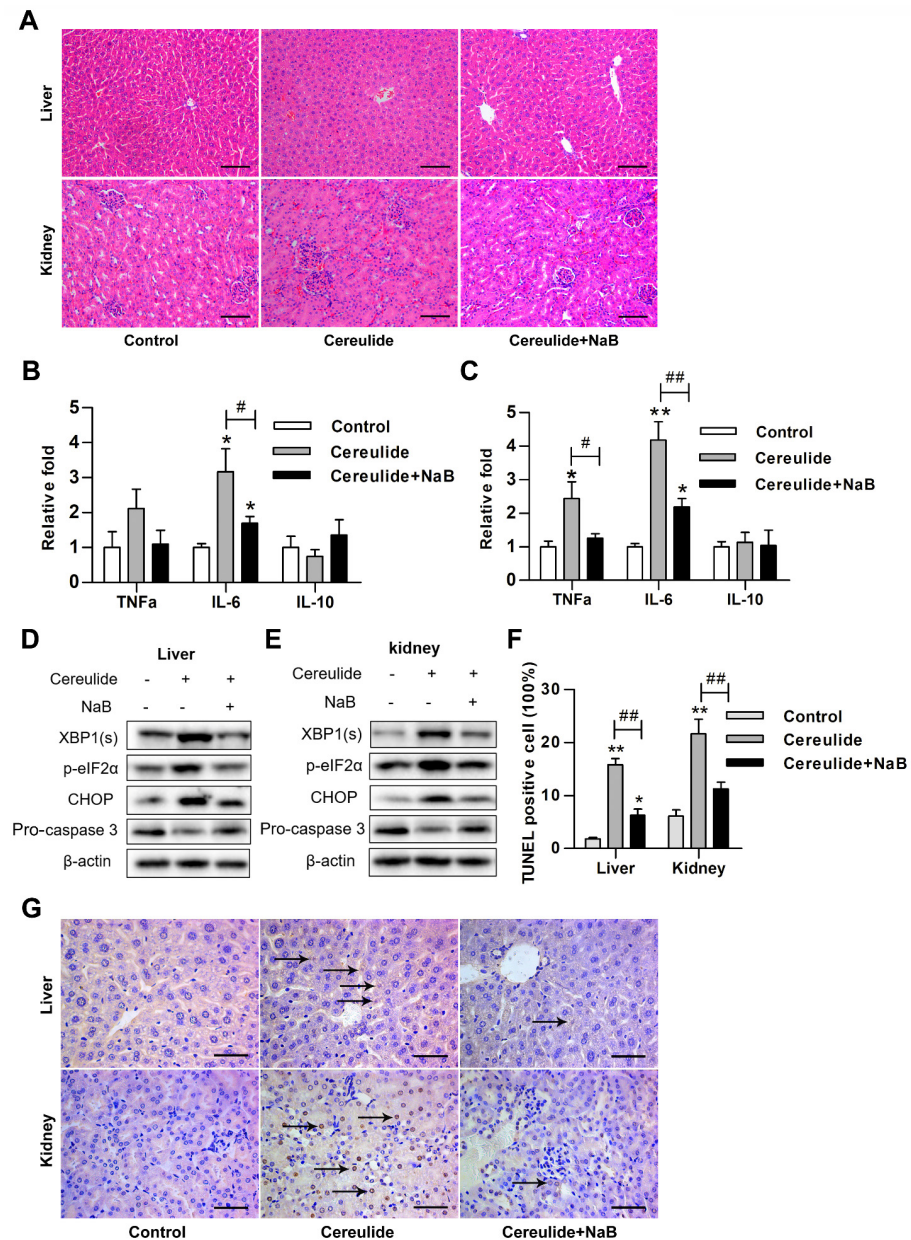 A
Liver
Kidney
Control
Cereulide
Cereulide+NaB
B
Relative fold
5
4
3
2
1
0
*
#
*
Control
Cereulide
Cereulide+NaB
TNFa
IL-6
IL-10
C
Relative fold
5
4
3
2
1
0
*
#
**
##
*
Control
Cereulide
Cereulide+NaB
TNFa
IL-6
IL-10
D
Liver
Cereulide - + +
NaB - - +
XBP1(s)
p-eIF2α
CHOP
Pro-caspase 3
β-actin
E
kidney
Cereulide - + +
NaB - - +
XBP1(s)
p-eIF2α
CHOP
Pro-caspase 3
β-actin
F
TUNEL positive cell (100%)
30
20
10
0
**
##
*
**
##
Control
Cereulide
Cereulide+NaB
Liver
Kidney
G
Liver
Kidney
Control
Cereulide
Cereulide+NaB